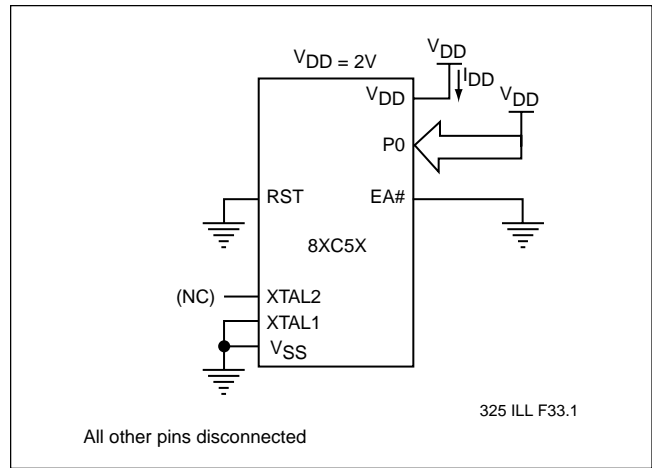 VDD = 2V
VDD
IDD
VDD
VDD
P0
RST
EA#
8XC5X
(NC)
XTAL2
XTAL1
VSS
325 ILL F33.1
All other pins disconnected